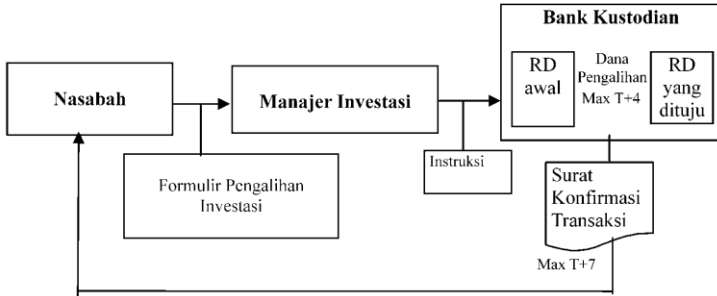 Bank Kustodian
Nasabah
Manajer Investasi
RD
awal
Dana
Pengalihan
Max T+4
RD
yang
dituju
Formulir Pengalihan
Investasi
Instruksi
Surat
Konfirmasi
Transaksi
Max T+7